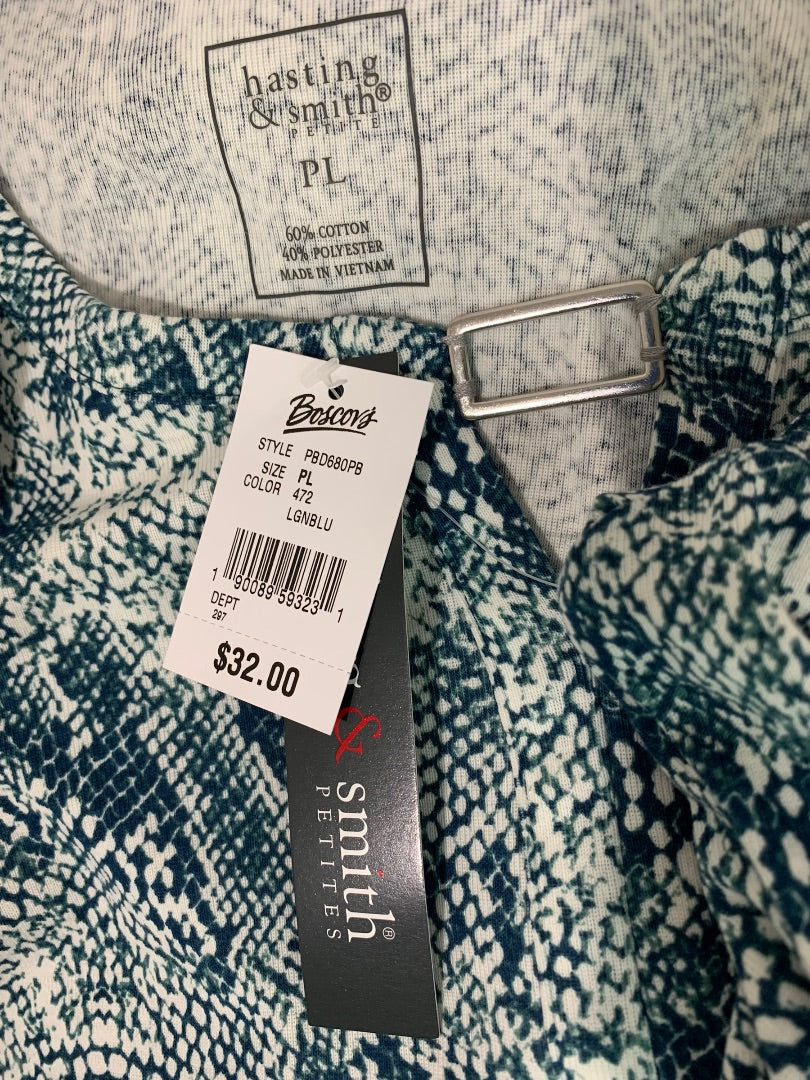 hasting
& smith®
PETITE
PL
60% COTTON
40% POLYESTER
MADE IN VIETNAM
Boscov's
STYLE PBD680PB
SIZE PL
COLOR 472
LGNBLU
1 90089 59323 1
DEPT
297
$32.00
& smith®
PETITES